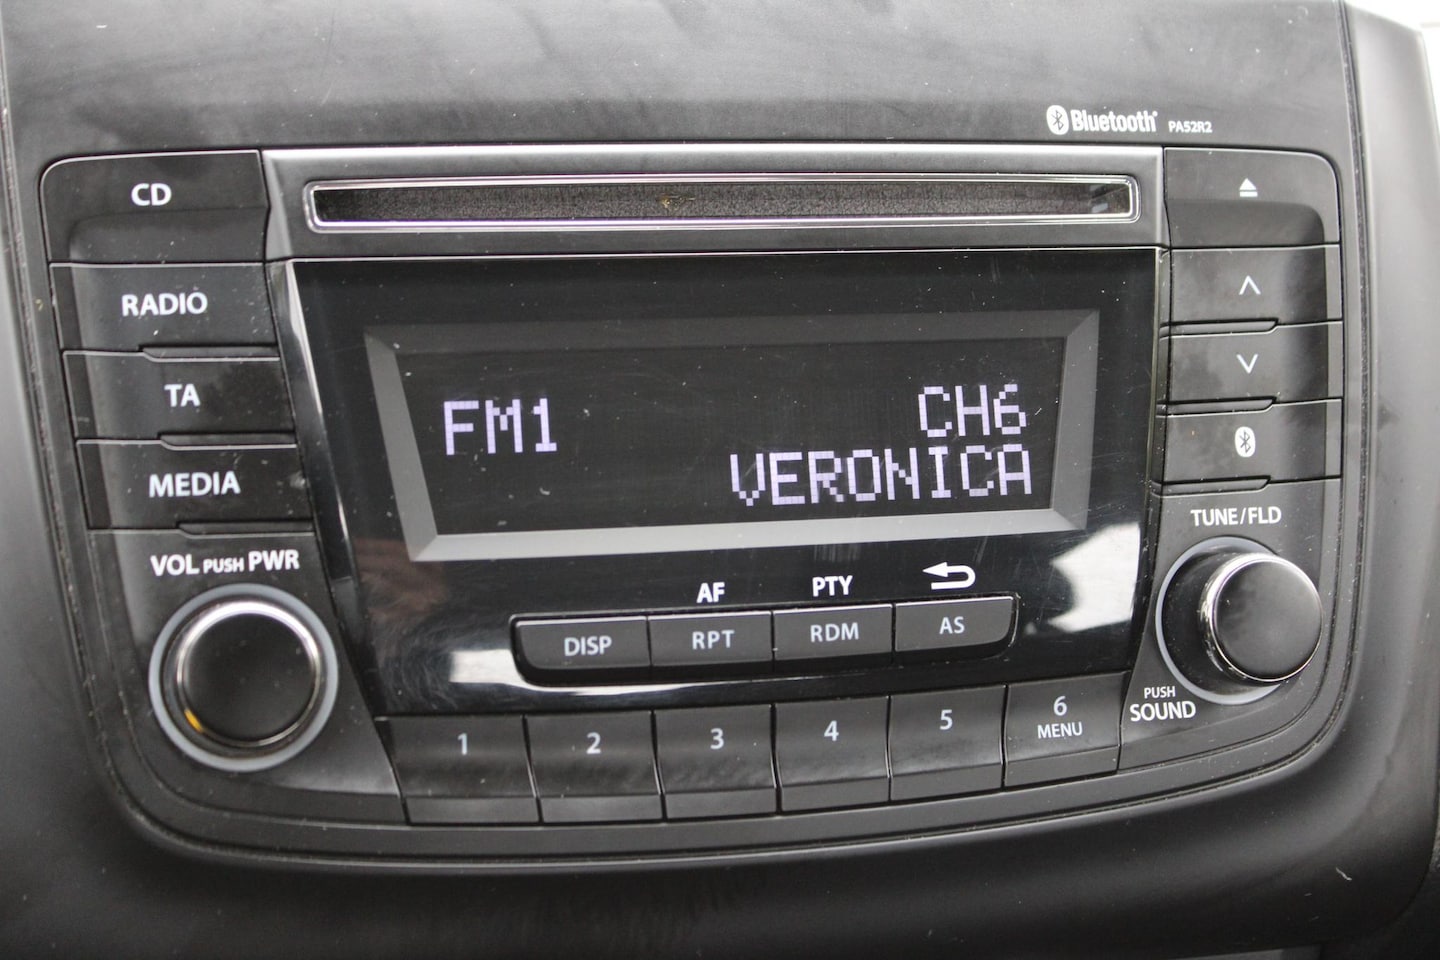 Bluetooth PA52R2
CD
RADIO
TA
MEDIA
VOL PUSH PWR
FM1
CH6
VERONICA
AF PTY
DISP RPT RDM AS
1 2 3 4 5 6
MENU
TUNE/FLD
PUSH
SOUND